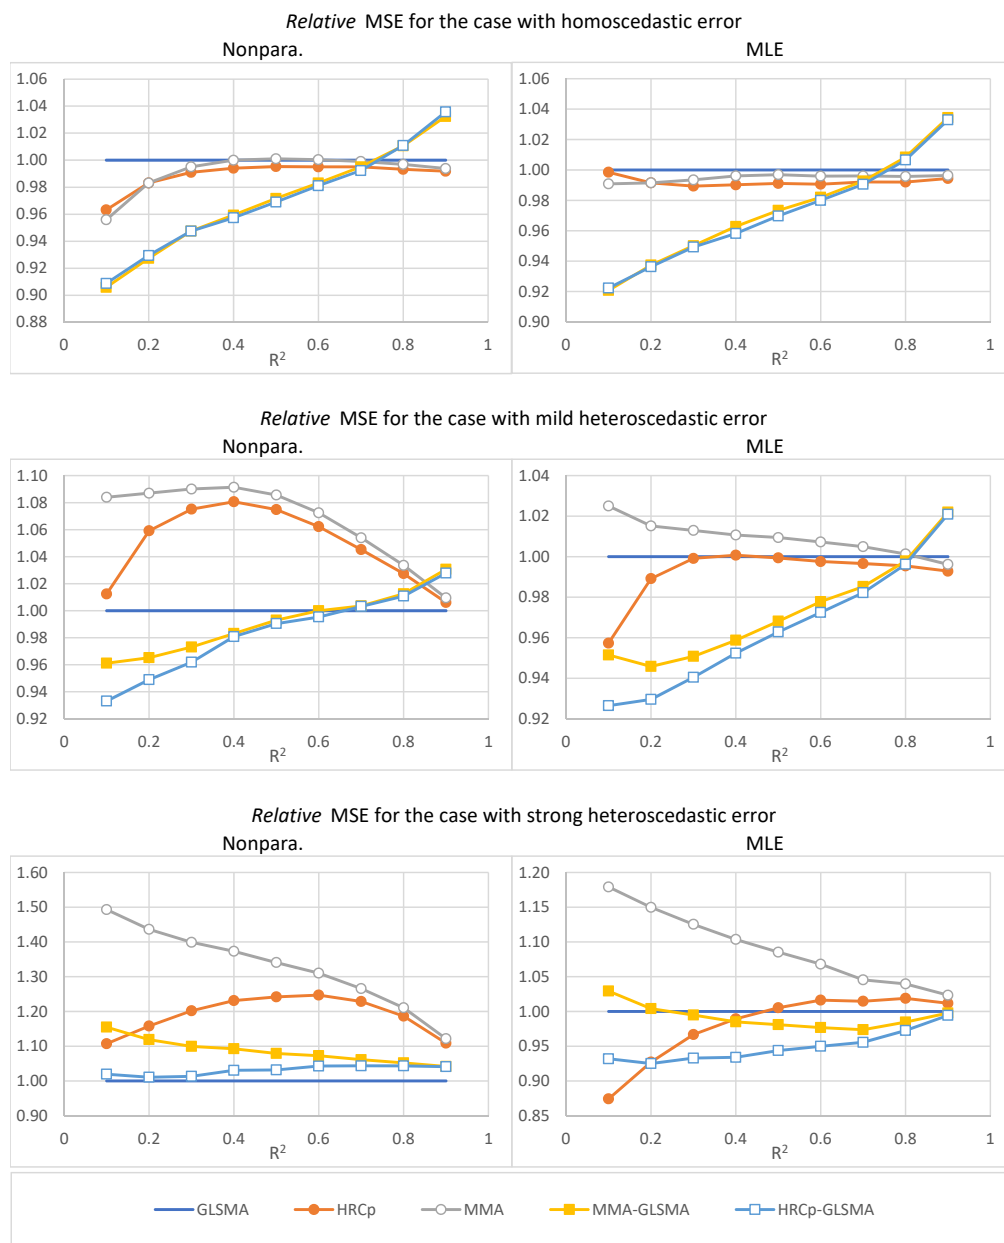 Relative MSE for the case with homoscedastic error
Nonpara. MLE
1.06 1.06
1.04 1.04
1.02 1.02
1.00 1.00
0.98 0.98
0.96 0.96
0.94 0.94
0.92 0.92
0.90 0.90
0.88
0 0.2 0.4 0.6 0.8 1 0 0.2 0.4 0.6 0.8 1
R² R²
Relative MSE for the case with mild heteroscedastic error
Nonpara. MLE
1.10 1.04
1.08 1.02
1.06 1.00
1.04 0.98
1.02 0.96
1.00 0.94
0.98 0.92
0.96
0.94
0.92
0 0.2 0.4 0.6 0.8 1 0 0.2 0.4 0.6 0.8 1
R² R²
Relative MSE for the case with strong heteroscedastic error
Nonpara. MLE
1.60 1.20
1.50 1.15
1.40 1.10
1.30 1.05
1.20 1.00
1.10 0.95
1.00 0.90
0.90 0.85
0 0.2 0.4 0.6 0.8 1 0 0.2 0.4 0.6 0.8 1
R² R²
GLSMA HRCp MMA MMA-GLSMA HRCp-GLSMA